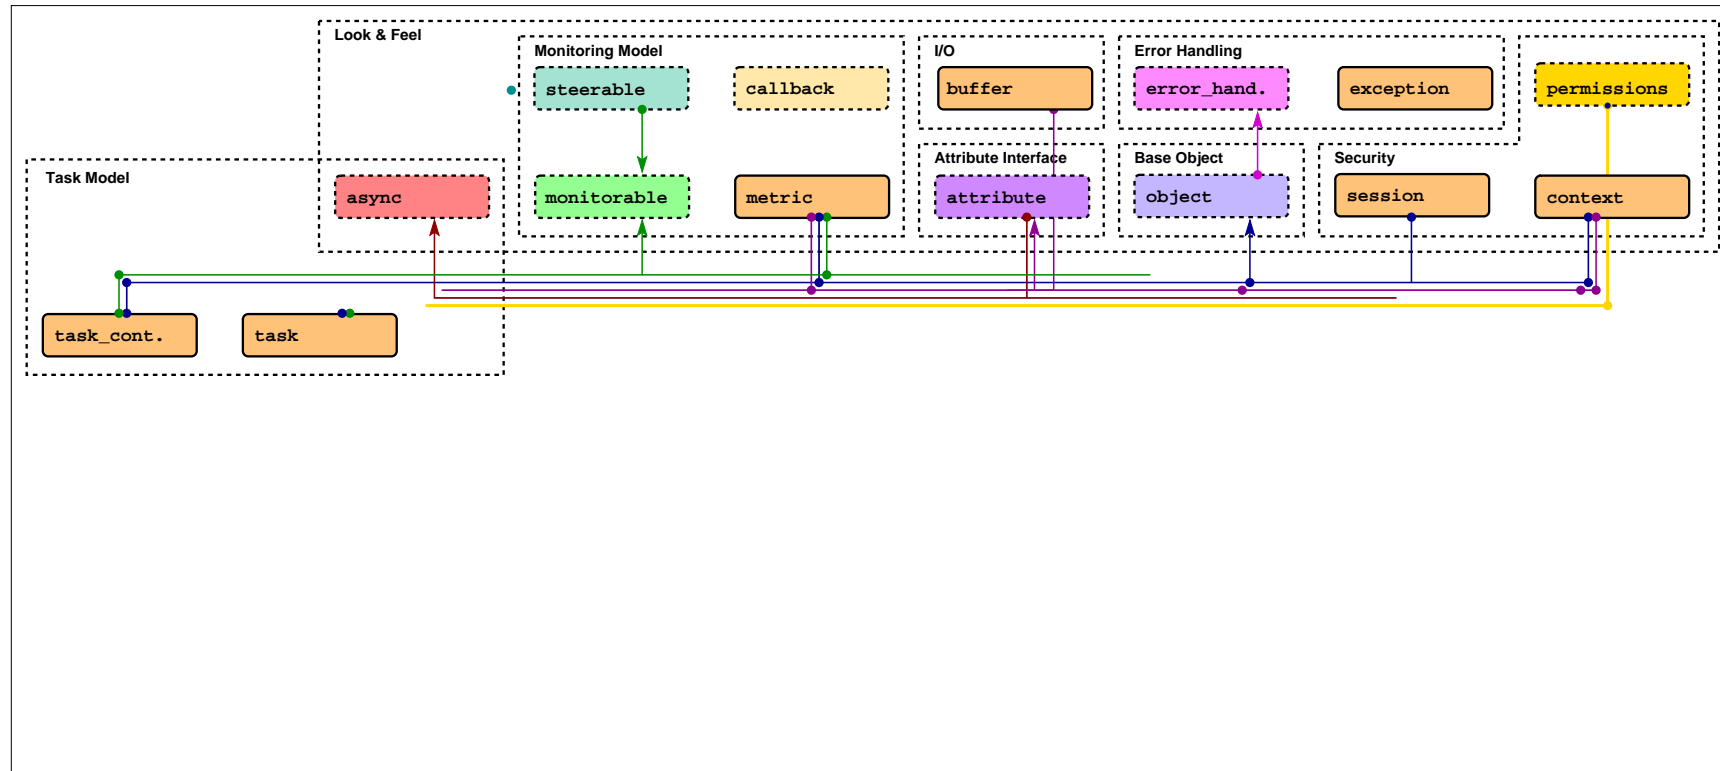 Look & Feel
Monitoring Model
I/O
Error Handling
steerable
callback
buffer
error_hand.
exception
permissions
Attribute Interface
Base Object
Security
Task Model
async
monitorable
metric
attribute
object
session
context
task_cont.
task